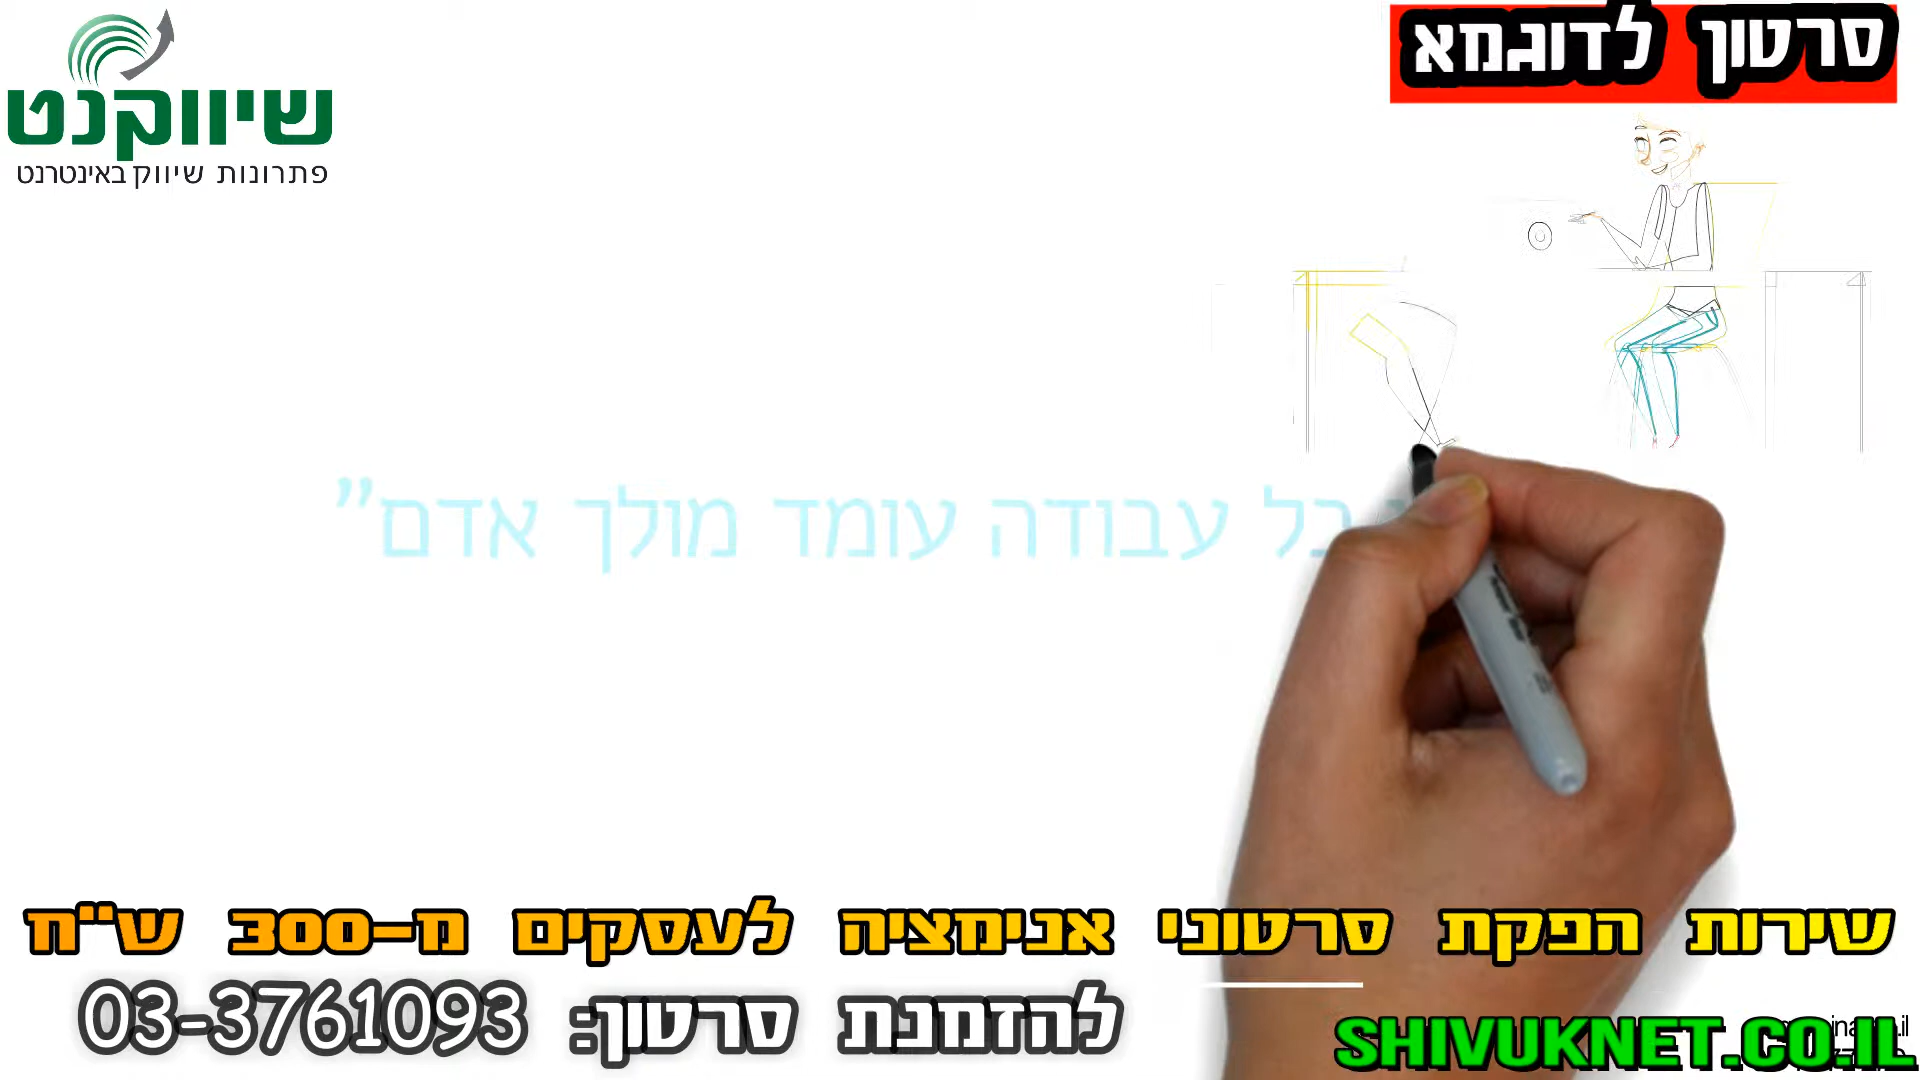 שיווקנט
פתרונות שיווק באינטרנט
סרטון לדוגמא
עבודה עומד מולך אדם"
שירות הפקת סרטוני אנימציה לעסקים מ-300 ש"ח
להזמנת סרטון: 03-3761093
SHIVUKNET.CO.IL